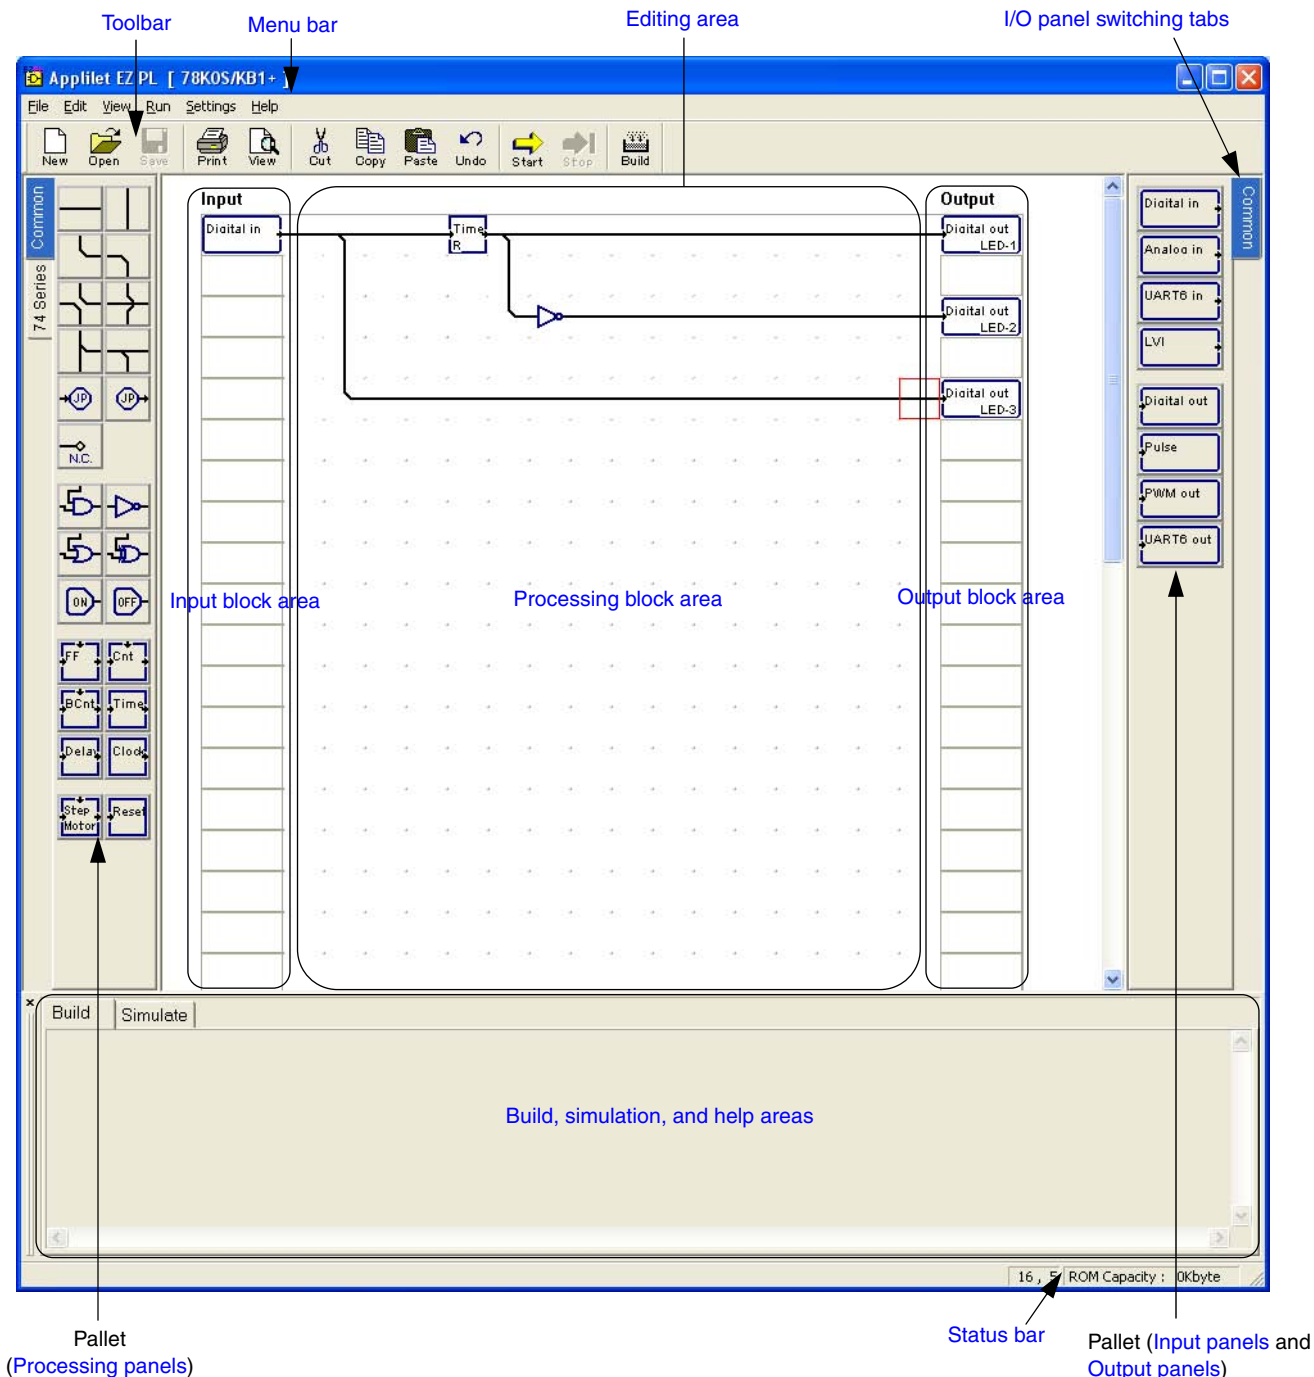 Toolbar
Menu bar
Editing area
I/O panel switching tabs
Applilet EZ PL [ 78K0S/KB1+ ]
File Edit View Run Settings Help
New Open Save Print View Cut Copy Paste Undo Start Stop Build
Common
74 Series
JP
JP
N.C.
ON
OFF
FF
Cnt
BCnt
Time
Delay
Clock
Step
Motor
Reset
Input
Digital in
Time
R
Output
Digital out
LED-1
Digital out
LED-2
Digital out
LED-3
Input block area
Processing block area
Output block area
Digital in
Analog in
UART6 in
LVI
Digital out
Pulse
PWM out
UART6 out
Common
Build Simulate
Build, simulation, and help areas
16 , 5 ROM Capacity : 0Kbyte
Pallet
(Processing panels)
Status bar
Pallet (Input panels and
Output panels)